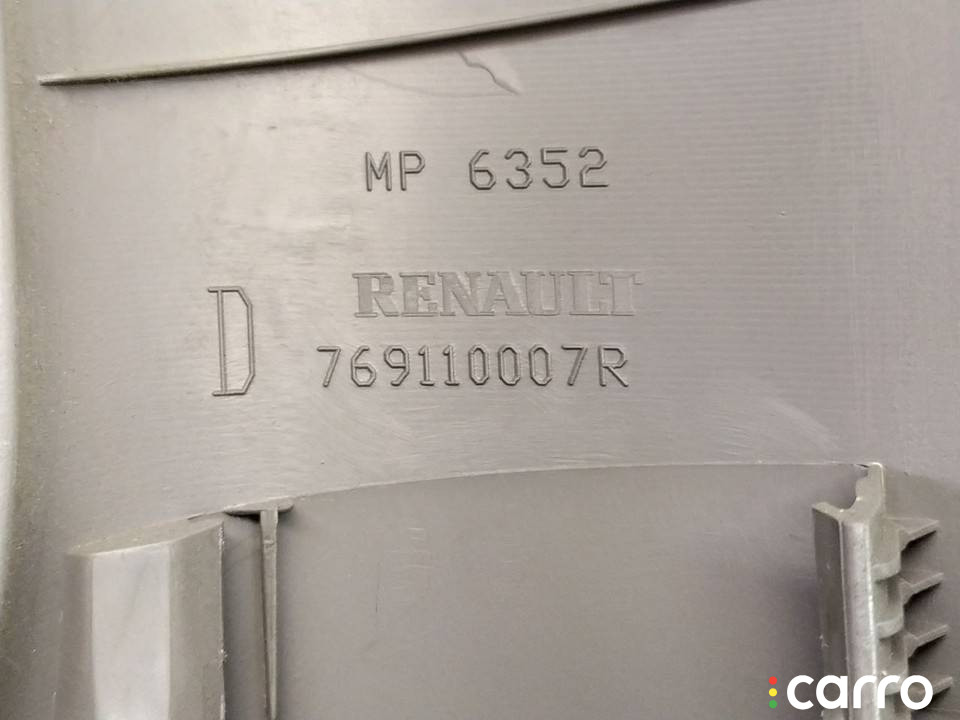 MP 6352
RENAULT
D 769110007R
carro